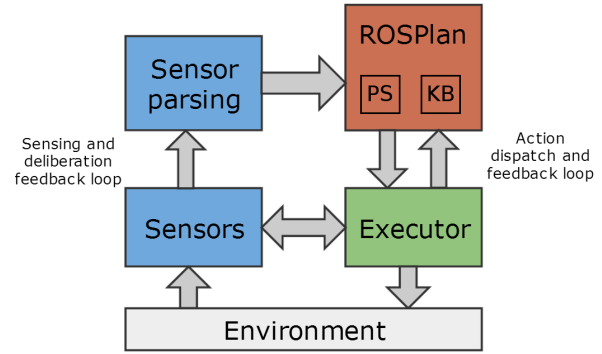 ROSPlan
Sensor
parsing
PS
KB
Sensing and
deliberation
feedback loop
Action
dispatch and
feedback loop
Sensors
Executor
Environment